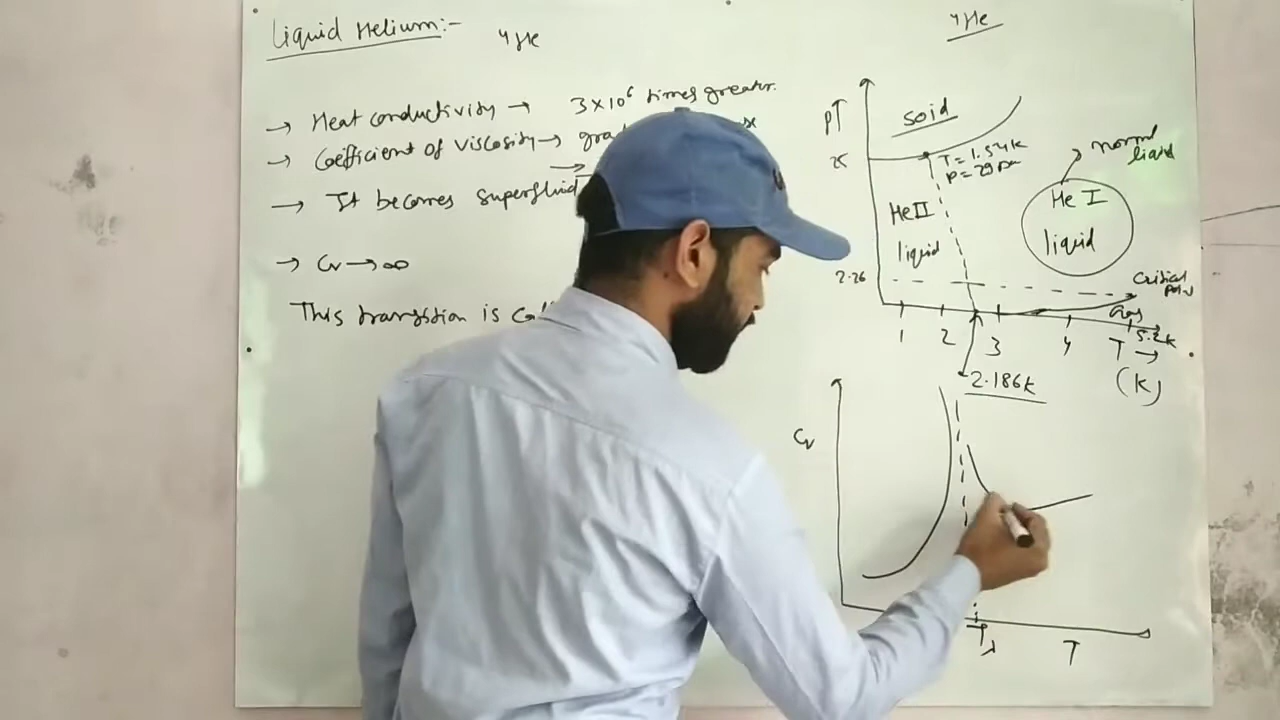 Liquid Helium:-
4He
→ Heat conductivity → 3×10⁶ times greater.
→ Coefficient of viscosity →
→ It becomes superfluid
→ Cv → ∞
This transition is
4He
P↑
solid
25
T = 1.54K
P = 29
normal
liquid
He II
liquid
He I
liquid
2.26
critical
Gas
1 2 3 4 5.2K
T →
(K)
2.186K
Cv
Tλ
T